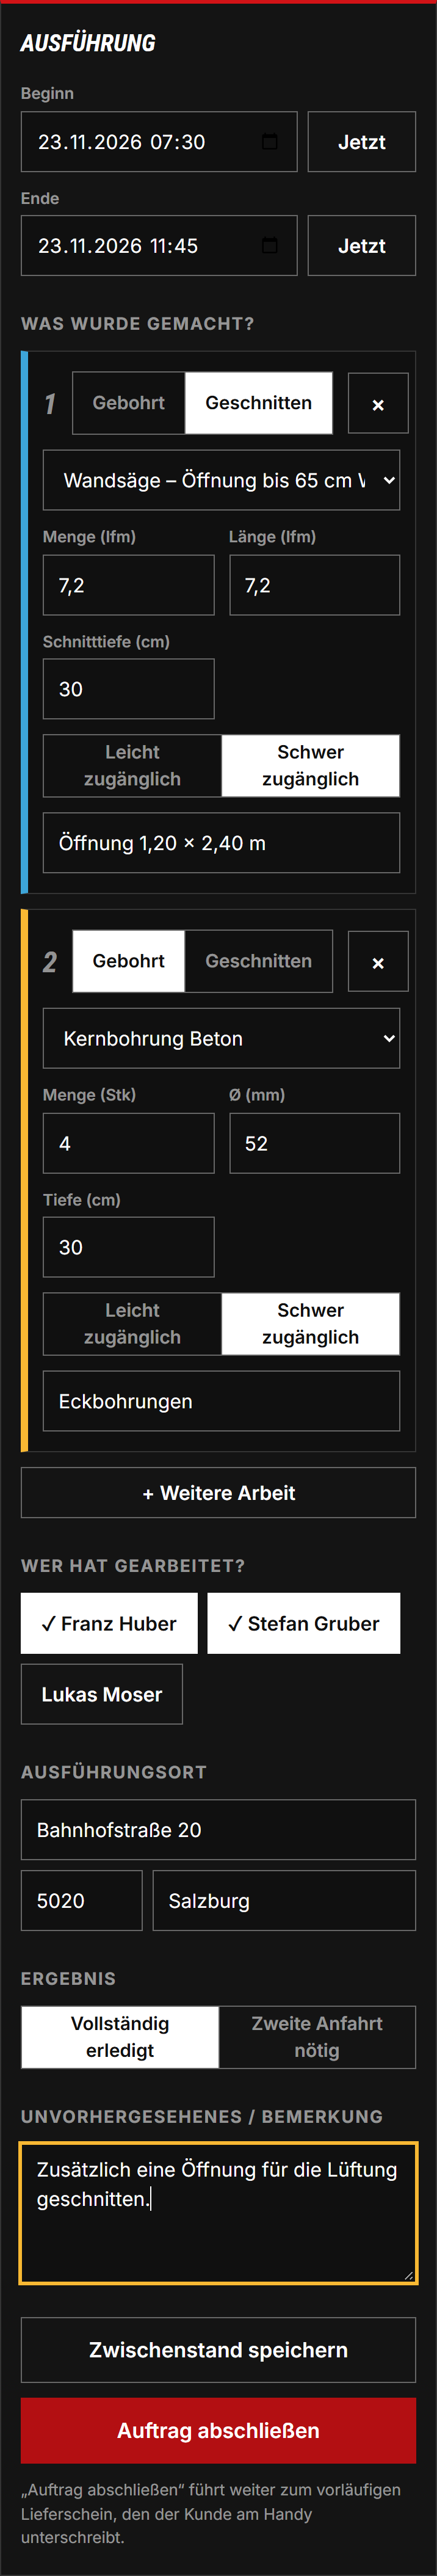 AUSFÜHRUNG
Beginn
23.11.2026 07:30
Jetzt
Ende
23.11.2026 11:45
Jetzt
WAS WURDE GEMACHT?
1 Gebohrt Geschnitten ×
Wandsäge – Öffnung bis 65 cm
Menge (lfm) Länge (lfm)
7,2 7,2
Schnitttiefe (cm)
30
Leicht zugänglich
Schwer zugänglich
Öffnung 1,20 × 2,40 m
2 Gebohrt Geschnitten ×
Kernbohrung Beton
Menge (Stk) Ø (mm)
4 52
Tiefe (cm)
30
Leicht zugänglich
Schwer zugänglich
Eckbohrungen
+ Weitere Arbeit
WER HAT GEARBEITET?
✓ Franz Huber ✓ Stefan Gruber
Lukas Moser
AUSFÜHRUNGSORT
Bahnhofstraße 20
5020 Salzburg
ERGEBNIS
Vollständig erledigt
Zweite Anfahrt nötig
UNVORHERGESEHENES / BEMERKUNG
Zusätzlich eine Öffnung für die Lüftung
geschnitten.
Zwischenstand speichern
Auftrag abschließen
„Auftrag abschließen“ führt weiter zum vorläufigen
Lieferschein, den der Kunde am Handy
unterschreibt.